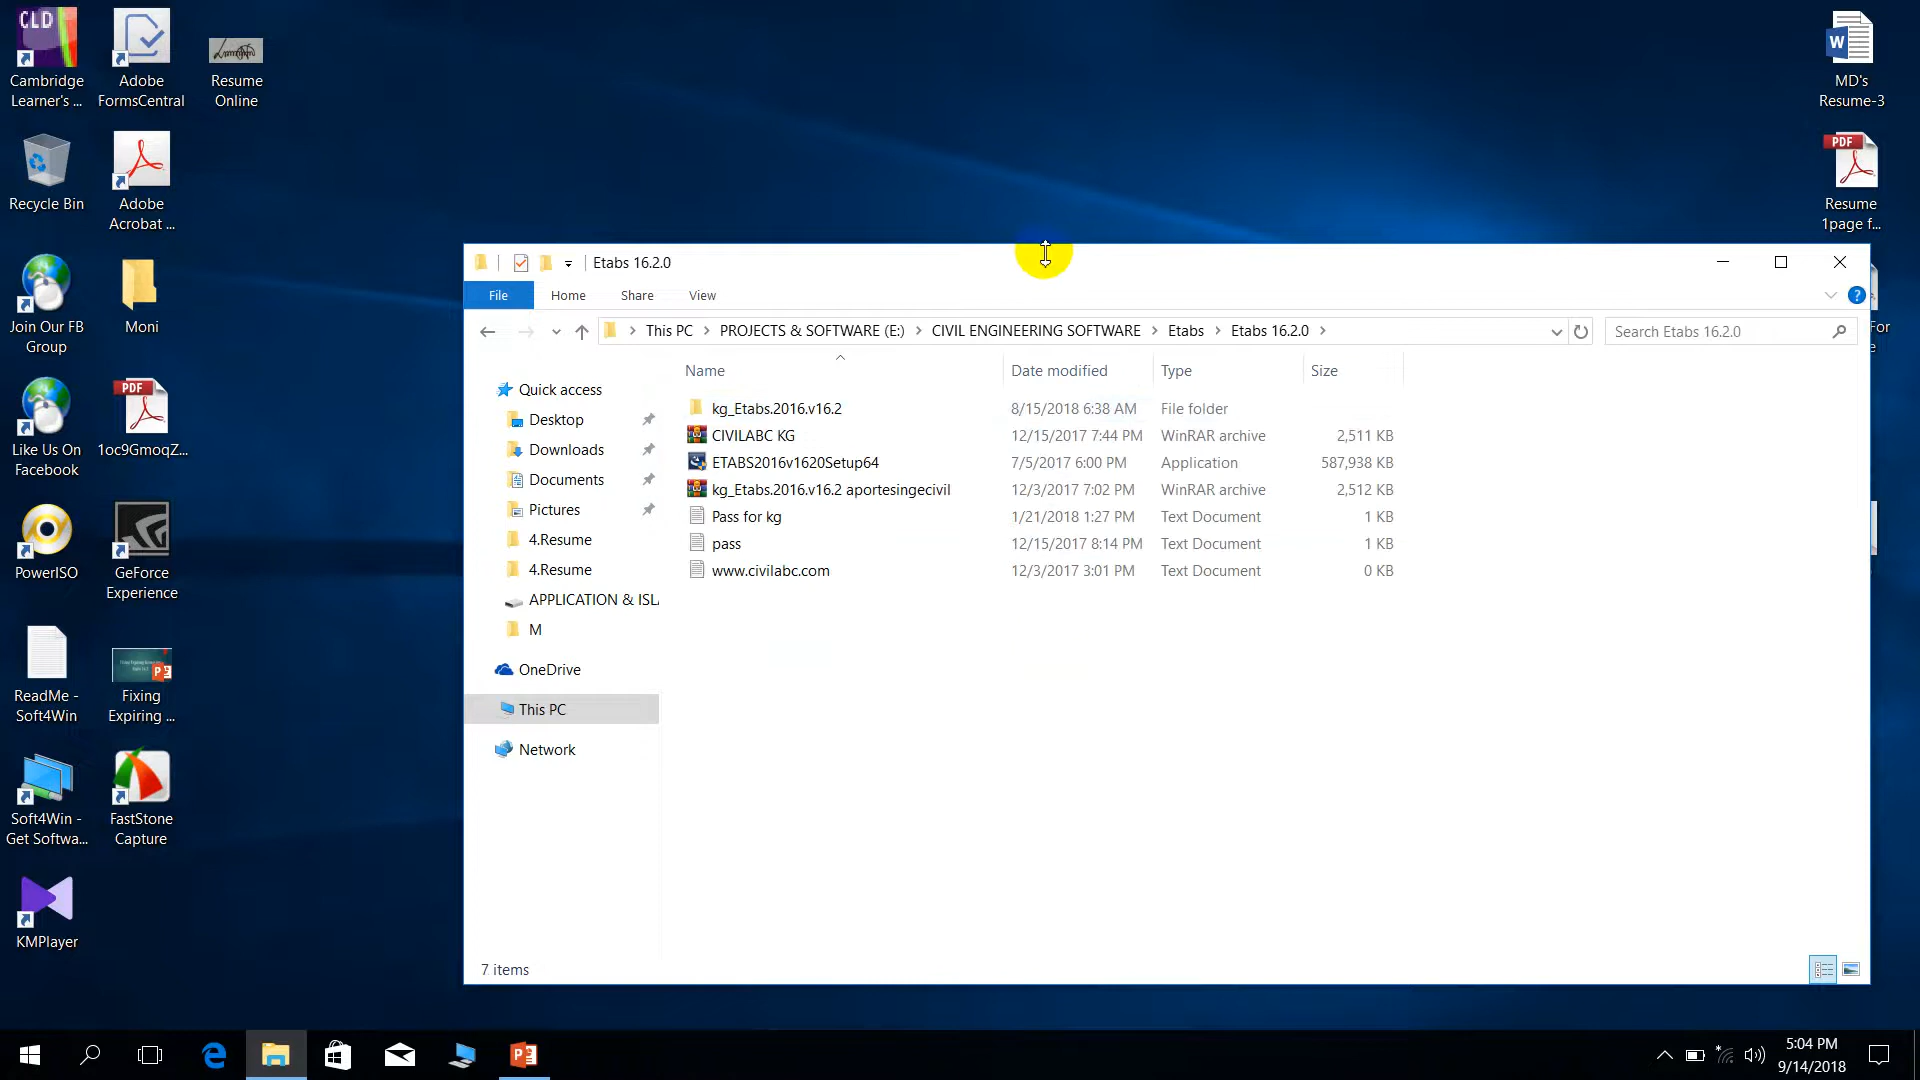 CLD
Cambridge
Learner's ...
Adobe
FormsCentral
Resume
Online
Recycle Bin
Adobe
Acrobat ...
Join Our FB
Group
Moni
Like Us On
Facebook
PDF
1oc9GmoqZ...
PowerISO
GeForce
Experience
ReadMe -
Soft4Win
Fixing
Expiring ...
Soft4Win -
Get Softwa...
FastStone
Capture
KMPlayer
W
MD's
Resume-3
PDF
Resume
1page f...
Etabs 16.2.0
File Home Share View
?
This PC PROJECTS & SOFTWARE (E:) CIVIL ENGINEERING SOFTWARE Etabs Etabs 16.2.0
Search Etabs 16.2.0
Quick access
Desktop
Downloads
Documents
Pictures
4.Resume
4.Resume
APPLICATION & ISL
M
OneDrive
This PC
Network
Name Date modified Type Size
kg_Etabs.2016.v16.2 8/15/2018 6:38 AM File folder
CIVILABC KG 12/15/2017 7:44 PM WinRAR archive 2,511 KB
ETABS2016v1620Setup64 7/5/2017 6:00 PM Application 587,938 KB
kg_Etabs.2016.v16.2 aportesingecivil 12/3/2017 7:02 PM WinRAR archive 2,512 KB
Pass for kg 1/21/2018 1:27 PM Text Document 1 KB
pass 12/15/2017 8:14 PM Text Document 1 KB
www.civilabc.com 12/3/2017 3:01 PM Text Document 0 KB
7 items
For
5:04 PM
9/14/2018